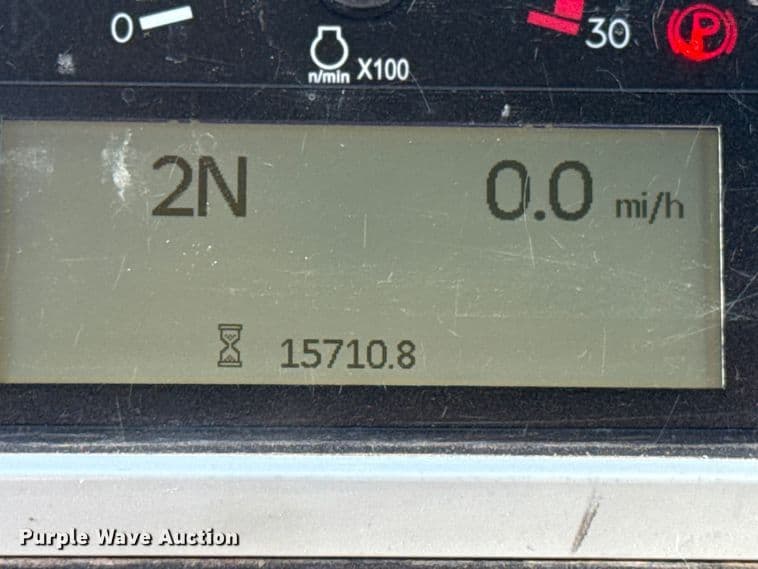 0
30
P
n/min X100
2N
0.0 mi/h
15710.8
Purple Wave Auction